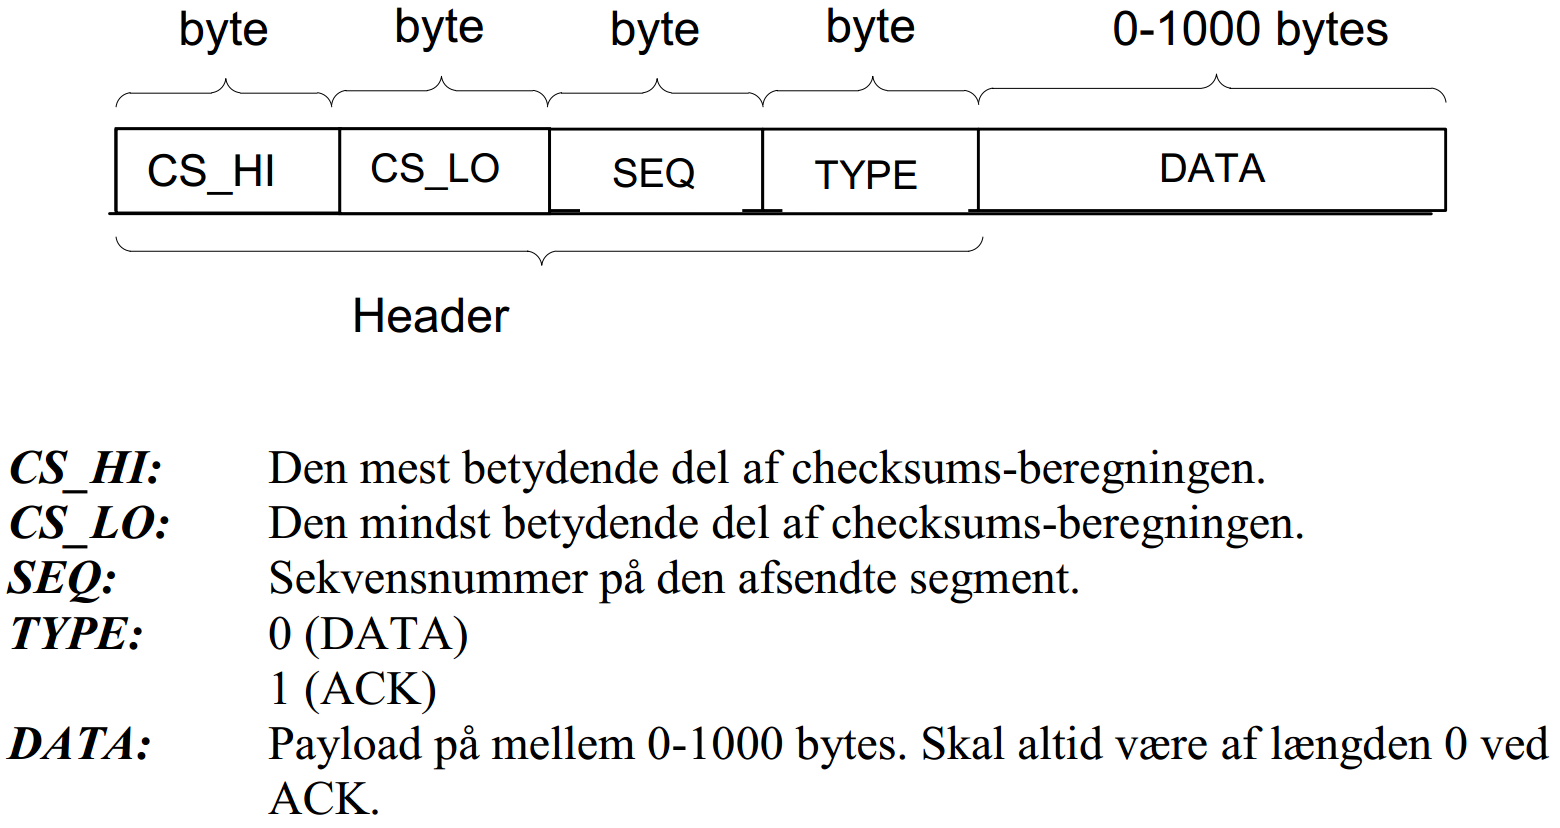 byte byte byte byte 0-1000 bytes
CS_HI CS_LO SEQ TYPE DATA
Header
CS_HI: Den mest betydende del af checksums-beregningen.
CS_LO: Den mindst betydende del af checksums-beregningen.
SEQ: Sekvensnummer på den afsendte segment.
TYPE: 0 (DATA)
1 (ACK)
DATA: Payload på mellem 0-1000 bytes. Skal altid være af længden 0 ved
ACK.